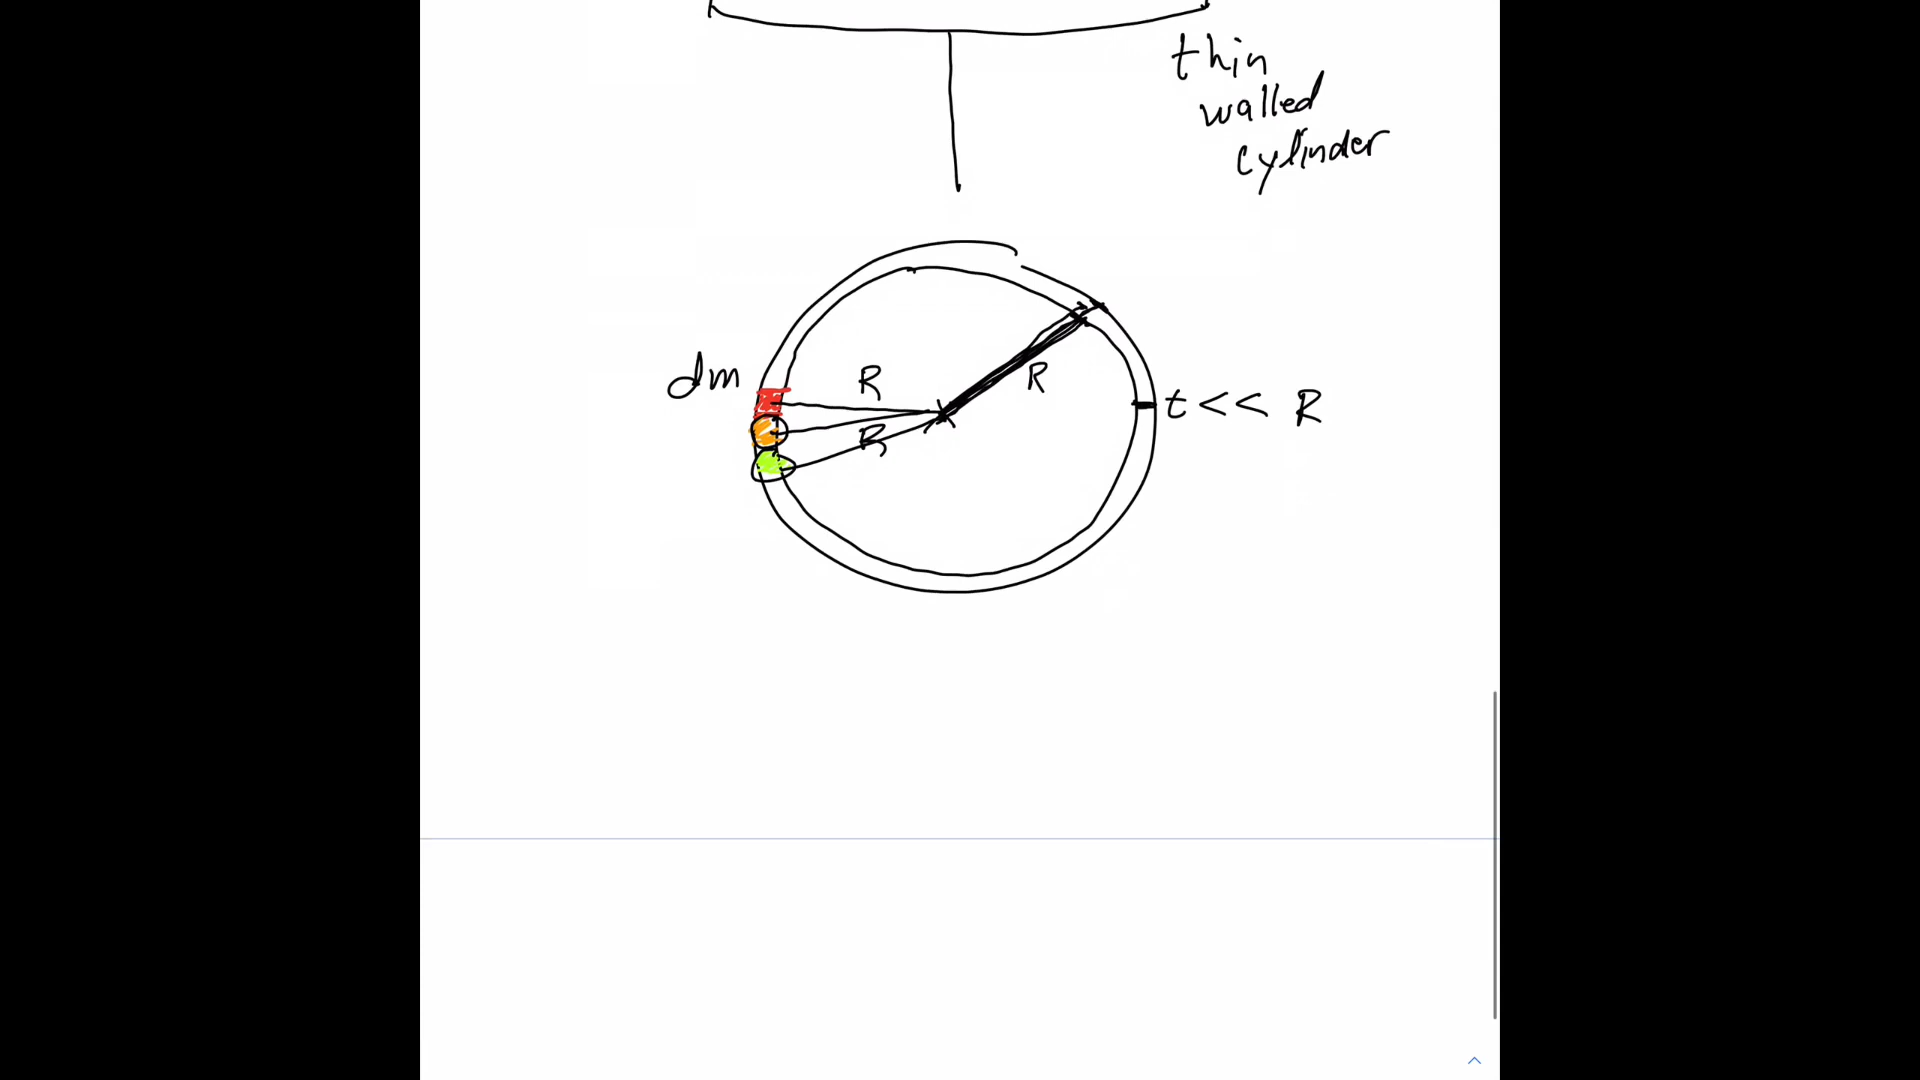 thin
walled
cylinder
dm
R
R
R
t << R